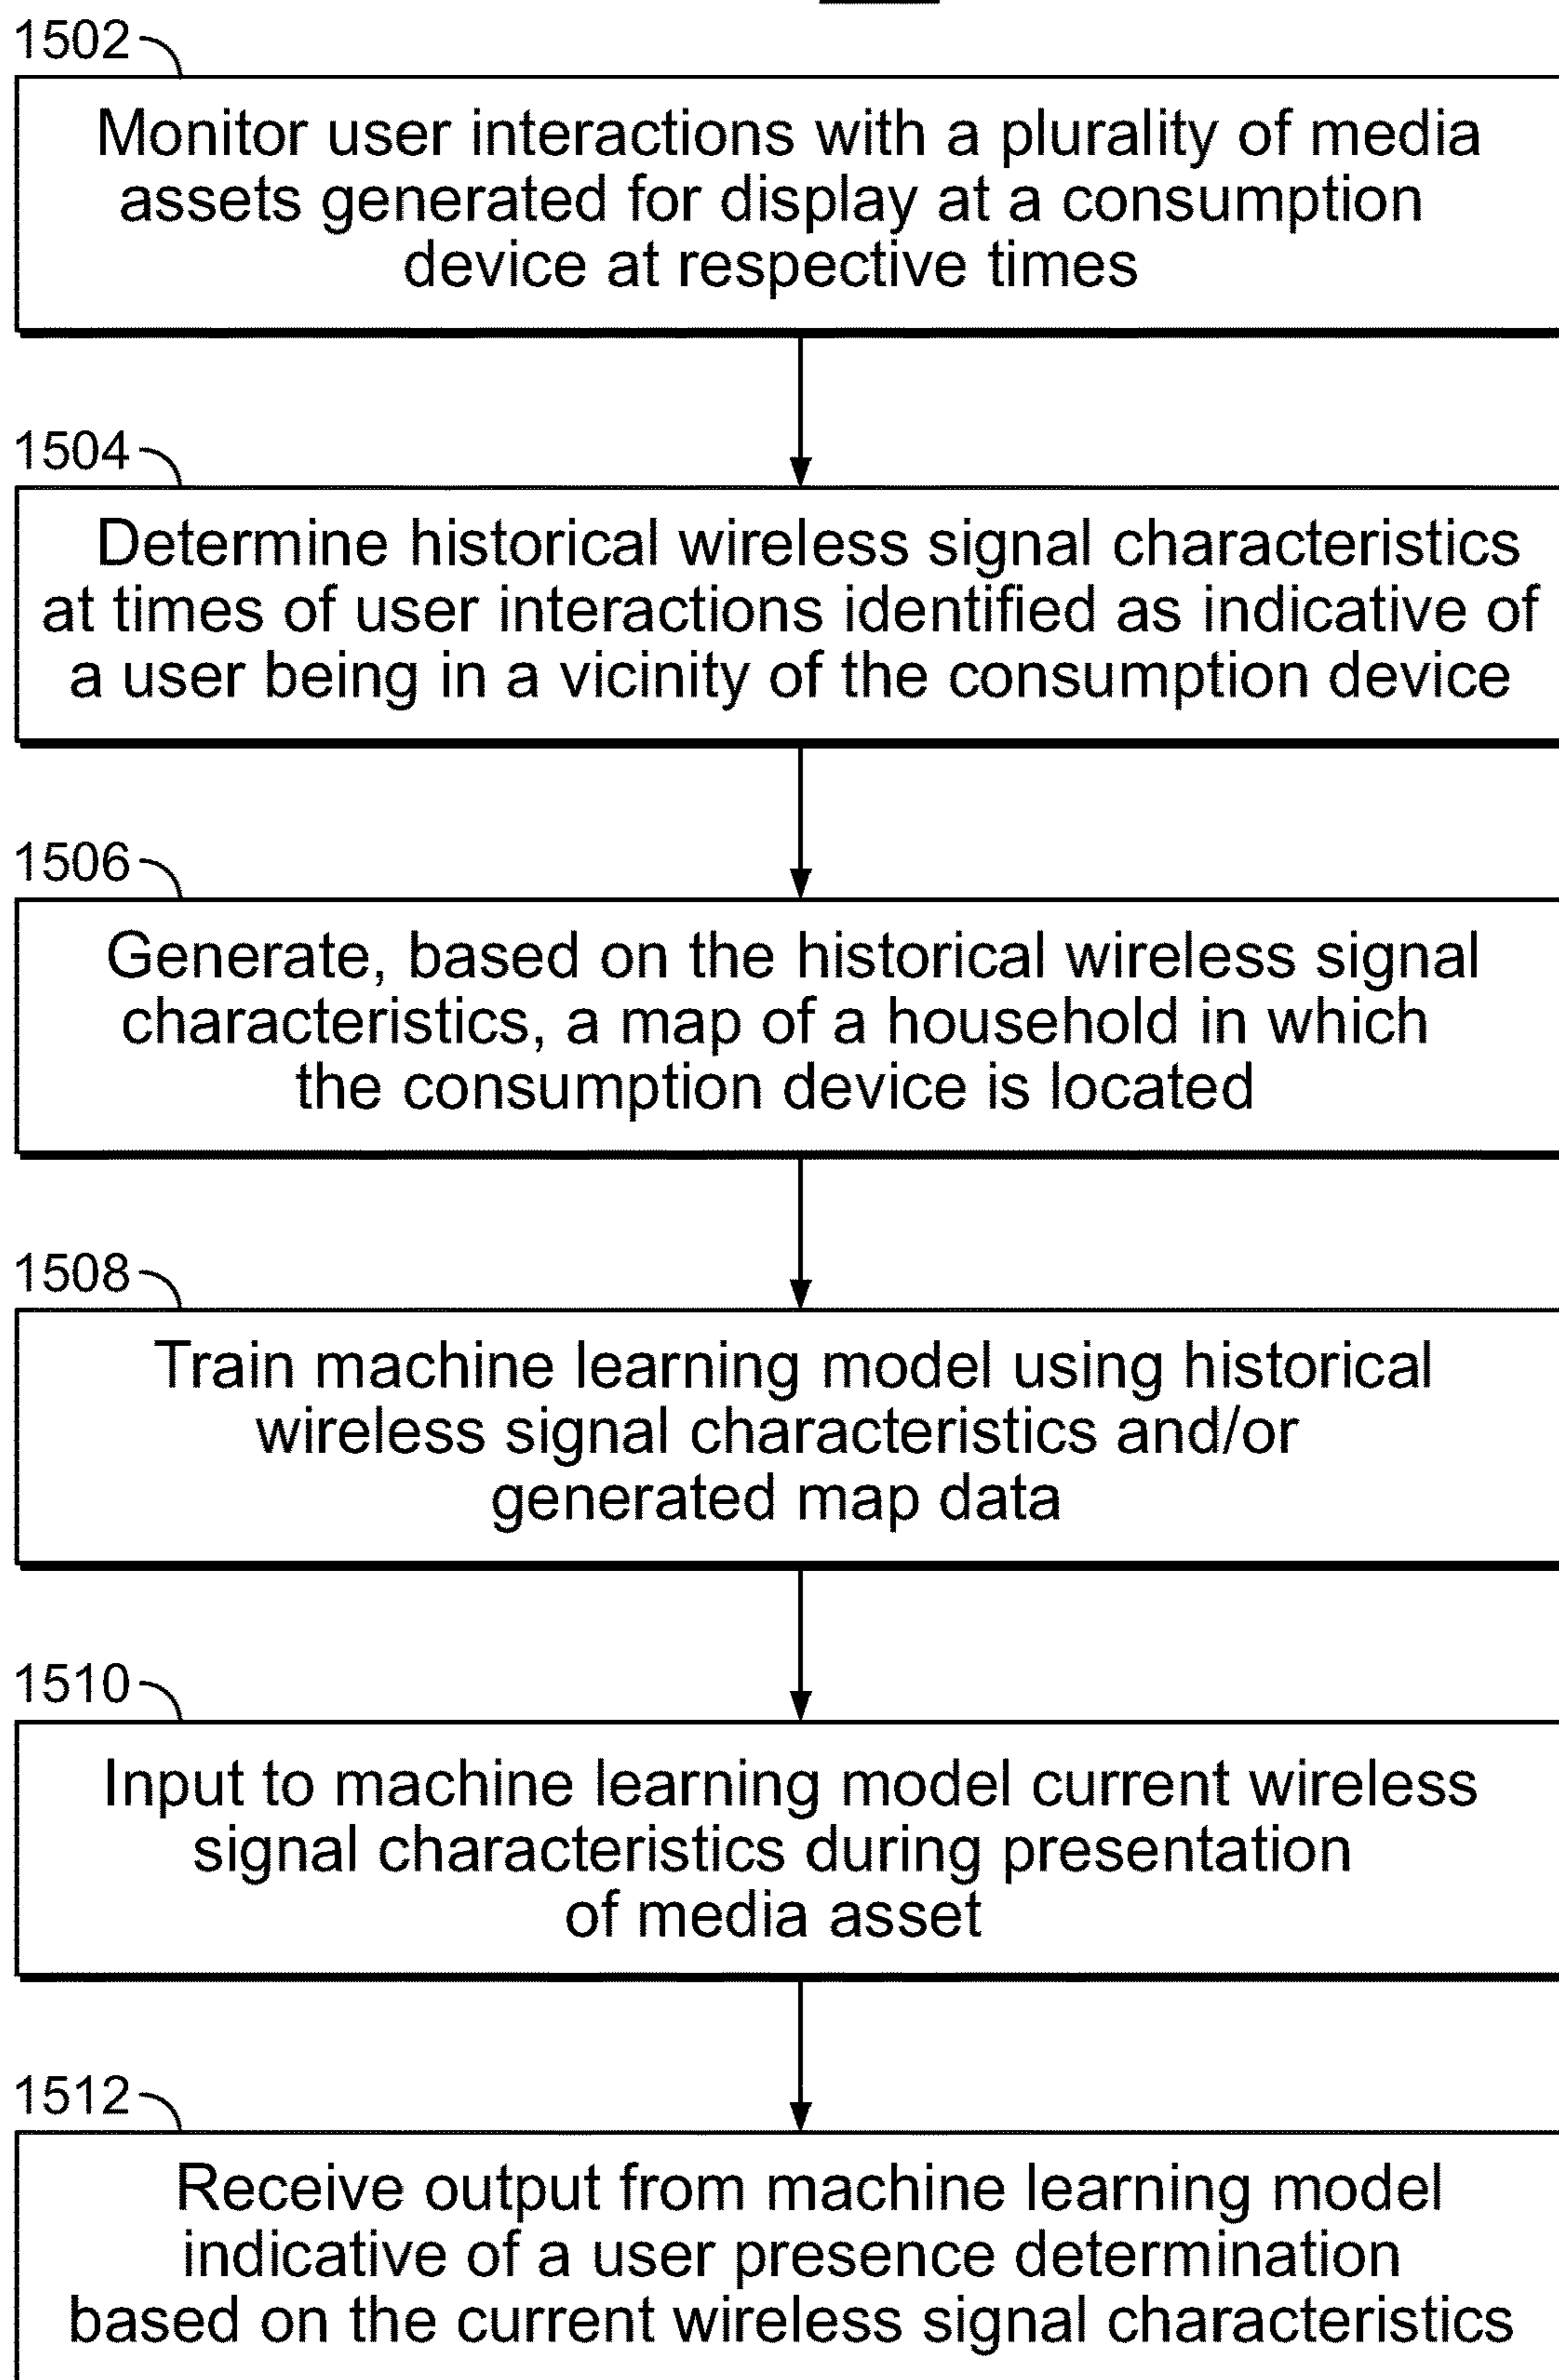 1502
Monitor user interactions with a plurality of media
assets generated for display at a consumption
device at respective times
1504
Determine historical wireless signal characteristics
at times of user interactions identified as indicative of
a user being in a vicinity of the consumption device
1506
Generate, based on the historical wireless signal
characteristics, a map of a household in which
the consumption device is located
1508
Train machine learning model using historical
wireless signal characteristics and/or
generated map data
1510
Input to machine learning model current wireless
signal characteristics during presentation
of media asset
1512
Receive output from machine learning model
indicative of a user presence determination
based on the current wireless signal characteristics